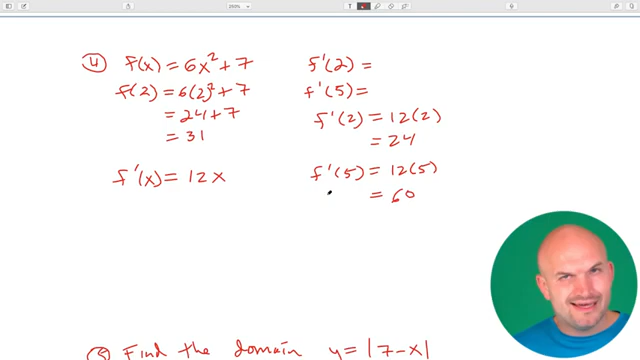 ④ f(x) = 6x² + 7
f(2) = 6(2)² + 7
= 24 + 7
= 31
f'(x) = 12x
f'(2) =
f'(5) =
f'(2) = 12(2)
= 24
f'(5) = 12(5)
= 60
⑤ Find the domain y = |7 - x|